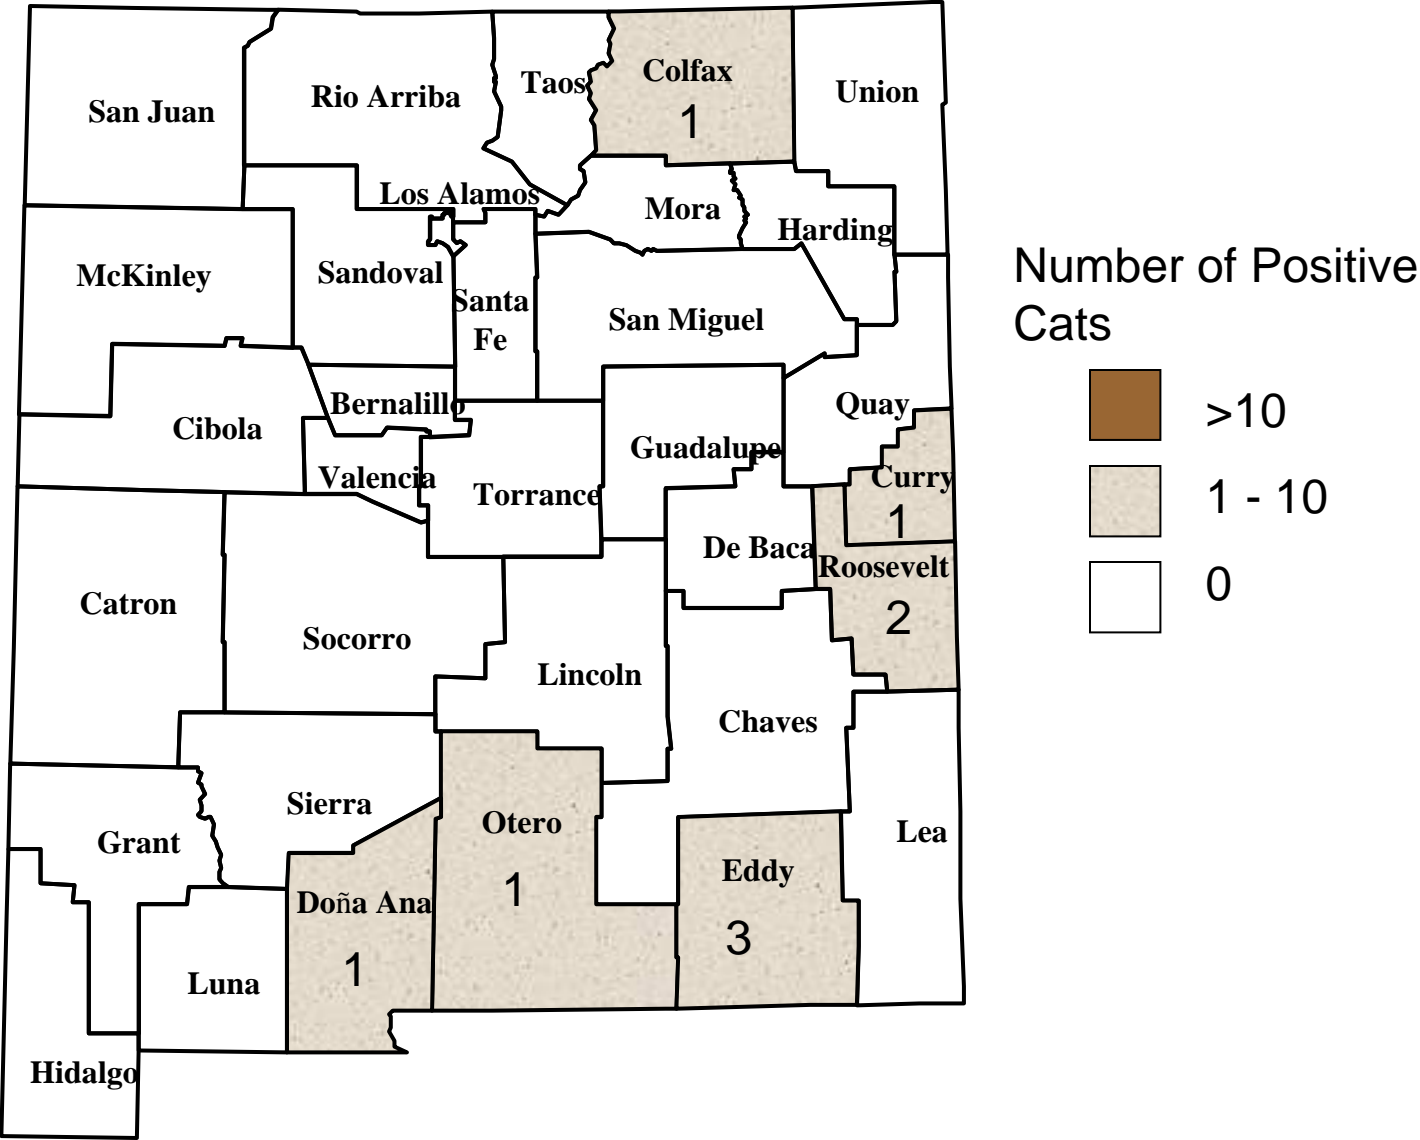 San Juan
Rio Arriba
Taos
Colfax
1
Union
Los Alamos
Mora
Harding
McKinley
Sandoval
Santa
Fe
San Miguel
Number of Positive
Cats
>10
1 - 10
0
Bernalillo
Cibola
Quay
Guadalupe
Valencia
Torrance
Curry
1
De Baca
Roosevelt
2
Catron
Socorro
Lincoln
Chaves
Sierra
Otero
1
Grant
Lea
Eddy
3
Doña Ana
1
Luna
Hidalgo